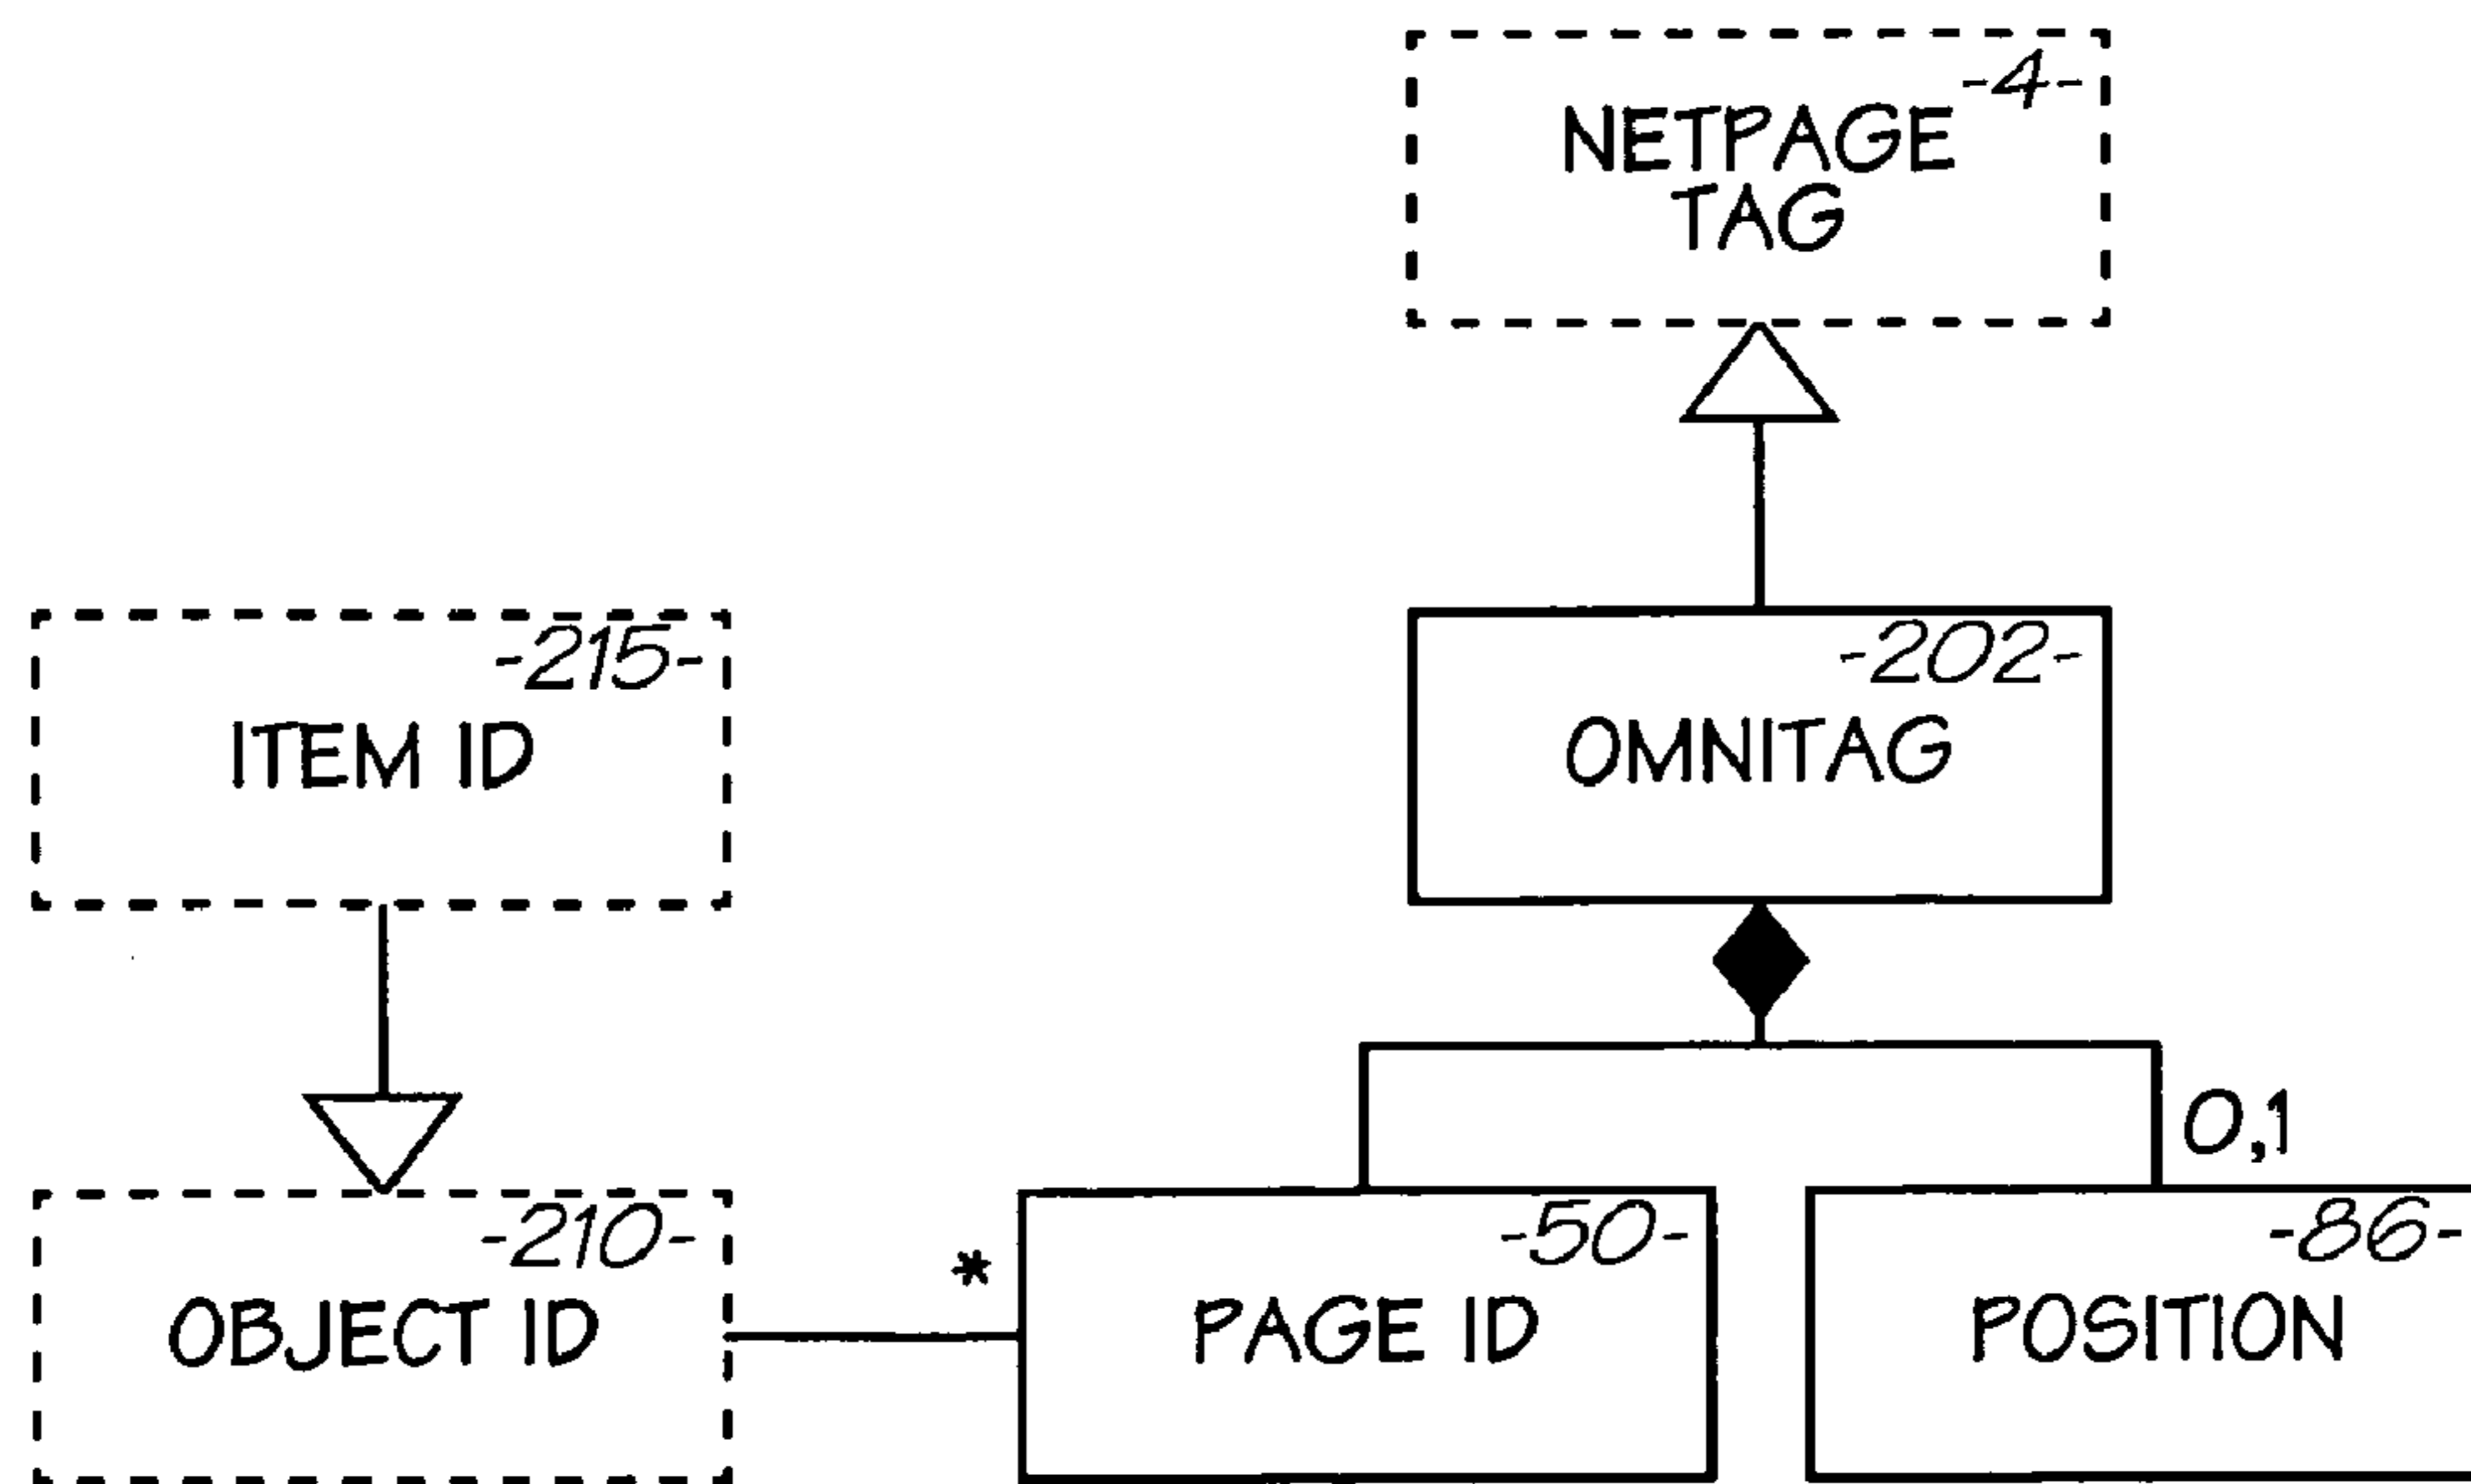 -4-
NETPAGE
TAG
-215-
ITEM ID
-202-
OMNITAG
0,1
-210-
OBJECT ID
*
-50-
PAGE ID
-86-
POSITION